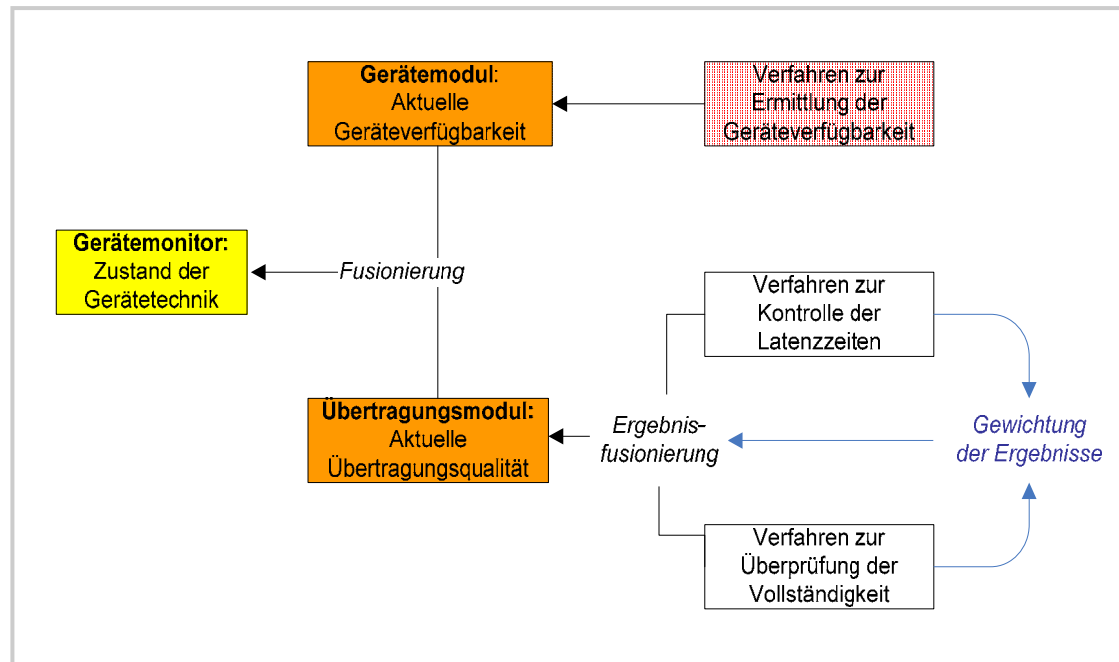 Gerätemodul:
Aktuelle
Geräteverfügbarkeit
Verfahren zur
Ermittlung der
Geräteverfügbarkeit
Gerätemonitor:
Zustand der
Gerätetechnik
Fusionierung
Verfahren zur
Kontrolle der
Latenzzeiten
Übertragungsmodul:
Aktuelle
Übertragungsqualität
Ergebnis-
fusionierung
Gewichtung
der Ergebnisse
Verfahren zur
Überprüfung der
Vollständigkeit